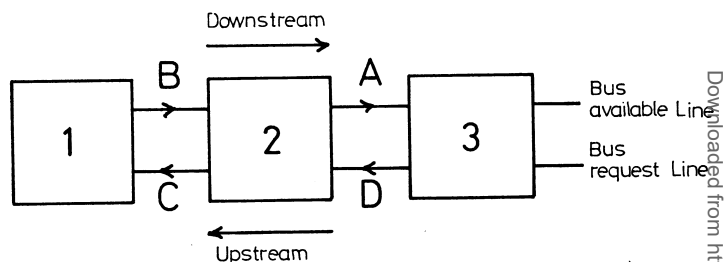 Downstream
B
A
1
2
3
Bus
available Line
Bus
request Line
C
D
Upstream
Downloaded from ht